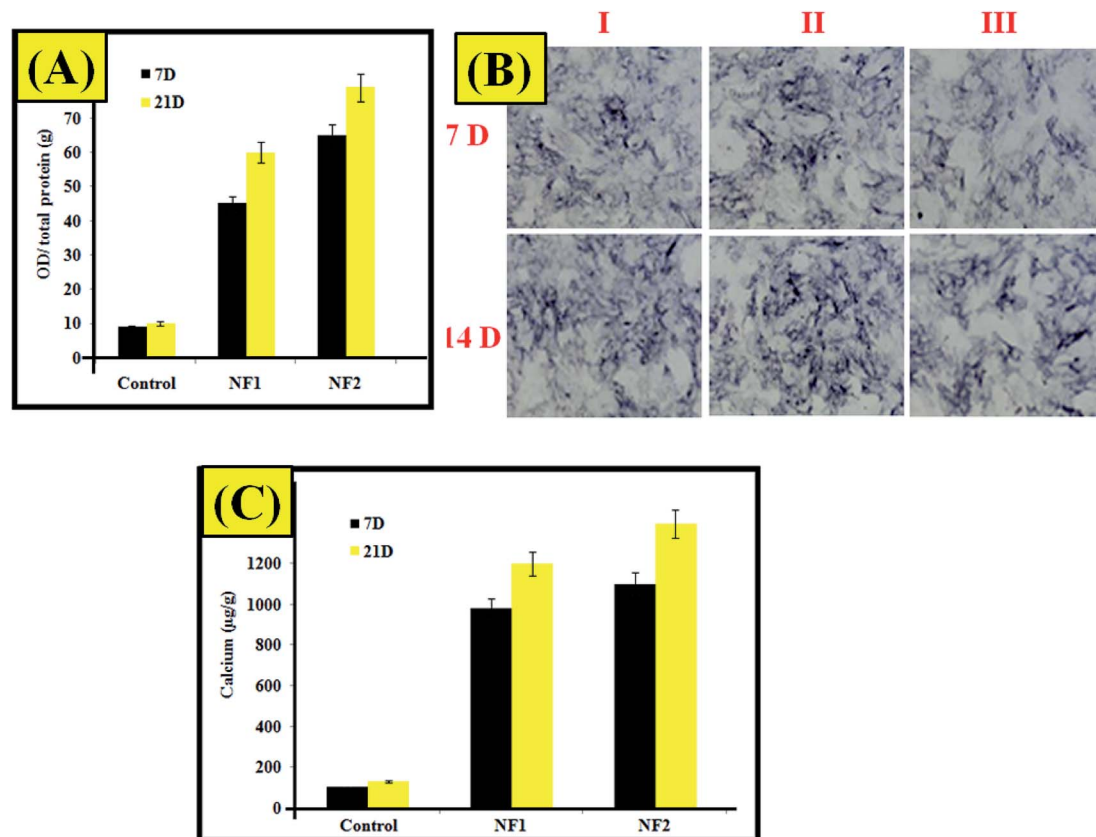 (A)
7D
21D
OD/ total protein (g)
70
60
50
40
30
20
10
0
Control NF1 NF2
(B)
I II III
7 D
14 D
(C)
7D
21D
Calcium (µg/g)
1200
1000
800
600
400
200
0
Control NF1 NF2